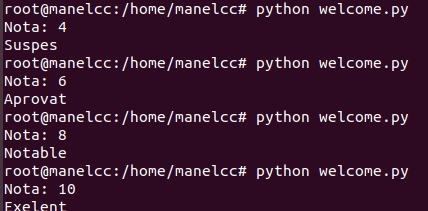 root@manelcc:/home/manelcc# python welcome.py
Nota: 4
Suspes
root@manelcc:/home/manelcc# python welcome.py
Nota: 6
Aprovat
root@manelcc:/home/manelcc# python welcome.py
Nota: 8
Notable
root@manelcc:/home/manelcc# python welcome.py
Nota: 10
Exelent